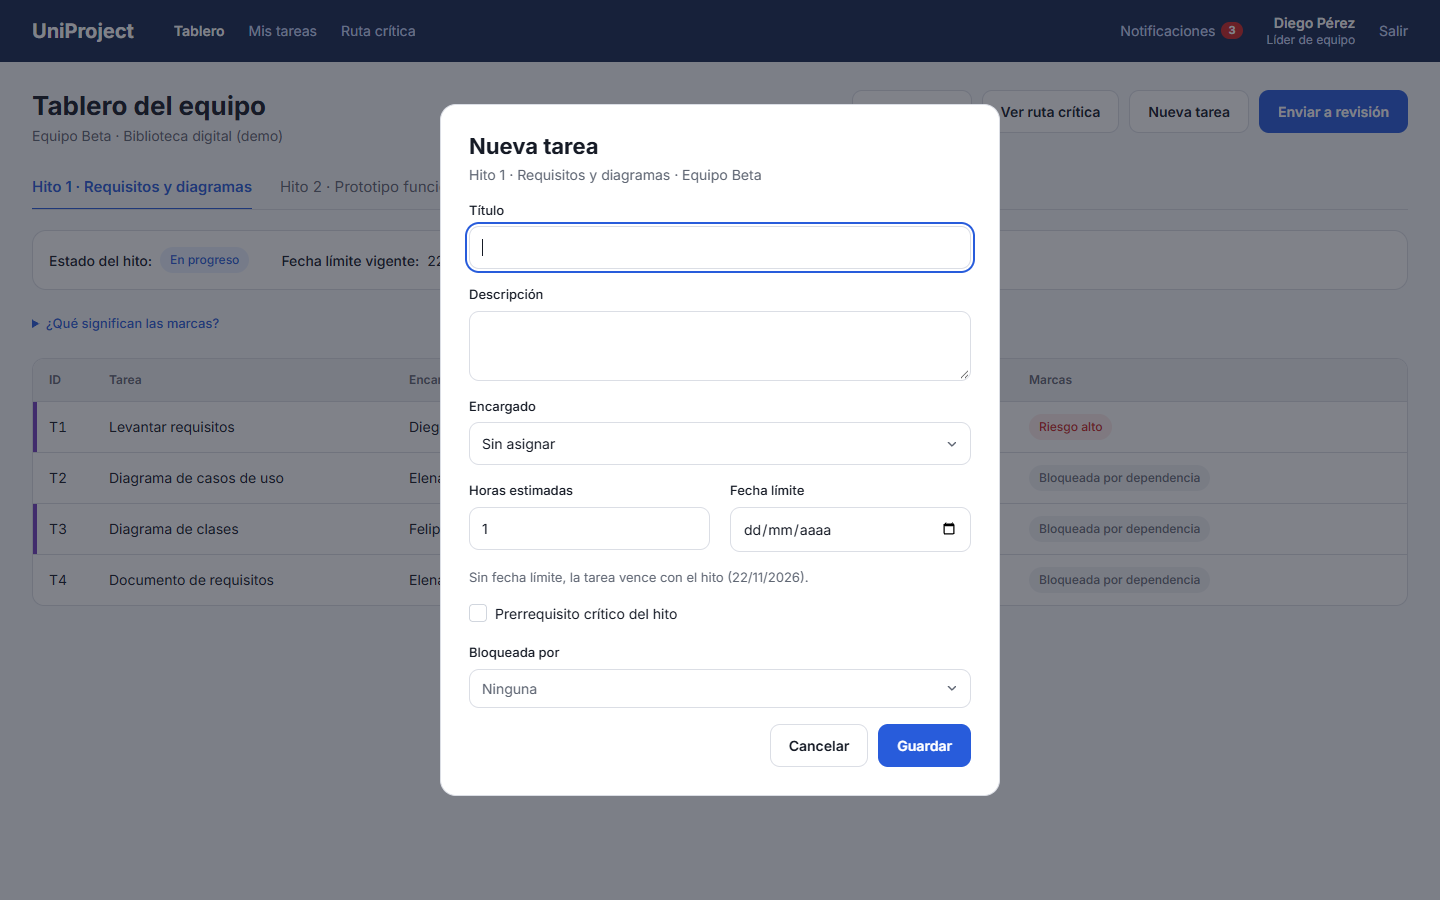 UniProject Tablero Mis tareas Ruta crítica Notificaciones 3 Diego Pérez Salir
Líder de equipo
Tablero del equipo
Equipo Beta · Biblioteca digital (demo)
Ver ruta crítica Nueva tarea Enviar a revisión
Hito 1 · Requisitos y diagramas Hito 2 · Prototipo funci
Estado del hito: En progreso Fecha límite vigente: 22
¿Qué significan las marcas?
ID Tarea Encar Marcas
T1 Levantar requisitos Dieg Riesgo alto
T2 Diagrama de casos de uso Elena Bloqueada por dependencia
T3 Diagrama de clases Felip Bloqueada por dependencia
T4 Documento de requisitos Elena Bloqueada por dependencia
Nueva tarea
Hito 1 · Requisitos y diagramas · Equipo Beta
Título
Descripción
Encargado
Sin asignar
Horas estimadas Fecha límite
1 dd/mm/aaaa
Sin fecha límite, la tarea vence con el hito (22/11/2026).
Prerrequisito crítico del hito
Bloqueada por
Ninguna
Cancelar Guardar